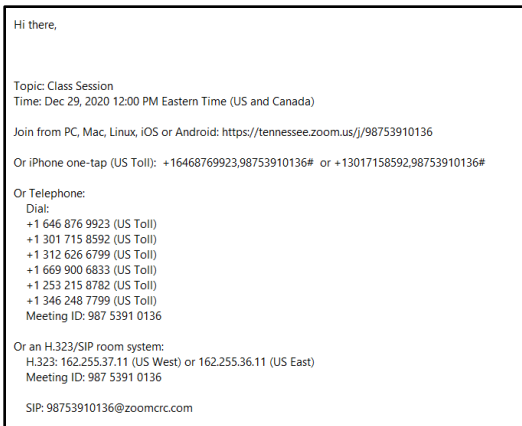 Hi there,
Topic: Class Session
Time: Dec 29, 2020 12:00 PM Eastern Time (US and Canada)
Join from PC, Mac, Linux, iOS or Android: https://tennessee.zoom.us/j/98753910136
Or iPhone one-tap (US Toll):  +16468769923,98753910136#  or +13017158592,98753910136#
Or Telephone:
Dial:
+1 646 876 9923 (US Toll)
+1 301 715 8592 (US Toll)
+1 312 626 6799 (US Toll)
+1 669 900 6833 (US Toll)
+1 253 215 8782 (US Toll)
+1 346 248 7799 (US Toll)
Meeting ID: 987 5391 0136
Or an H.323/SIP room system:
H.323: 162.255.37.11 (US West) or 162.255.36.11 (US East)
Meeting ID: 987 5391 0136
SIP: 98753910136@zoomcrc.com